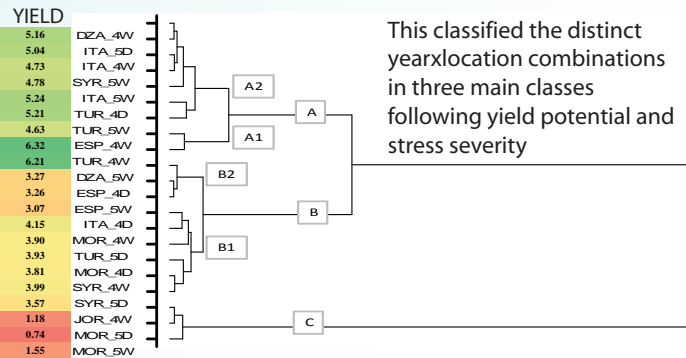 YIELD
5.16 DZA_4W
5.04 ITA_5D
4.73 ITA_4W
4.78 SYR_5W
5.24 ITA_5W
5.21 TUR_4D
4.63 TUR_5W
6.32 ESP_4W
6.21 TUR_4W
3.27 DZA_5W
3.26 ESP_4D
3.07 ESP_5W
4.15 ITA_4D
3.90 MOR_4W
3.93 TUR_5D
3.81 MOR_4D
3.99 SYR_4W
3.57 SYR_5D
1.18 JOR_4W
0.74 MOR_5D
1.55 MOR_5W
A2
A
A1
B2
B
B1
C
This classified the distinct
yearxlocation combinations
in three main classes
following yield potential and
stress severity